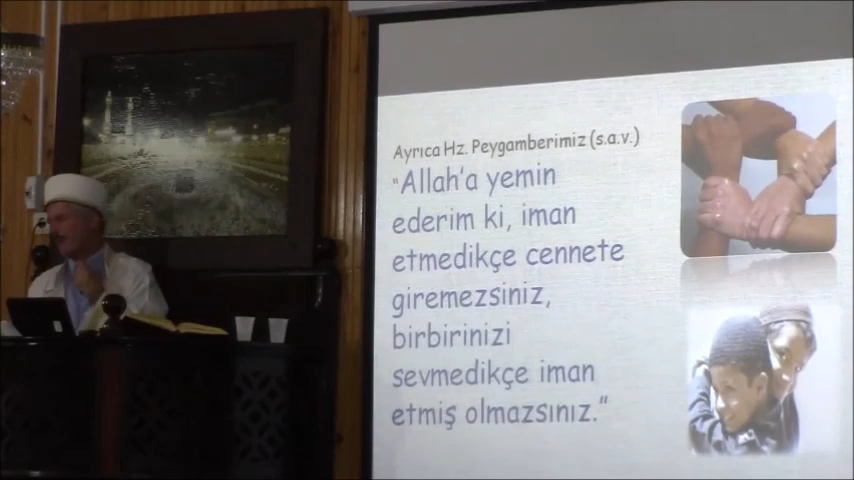 Ayrıca Hz. Peygamberimiz (s.a.v.)
"Allah'a yemin
ederim ki, iman
etmedikçe cennete
giremezsiniz,
birbirinizi
sevmedikçe iman
etmiş olmazsınız."